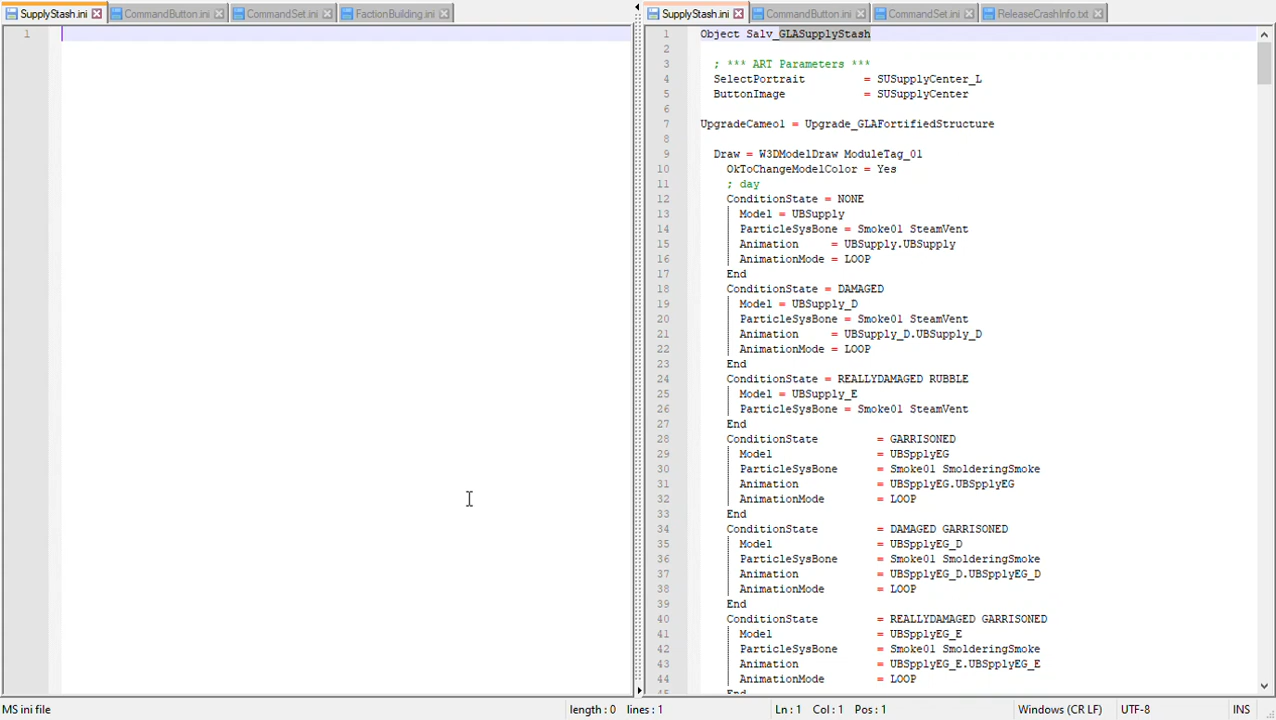 SupplyStash.ini
CommandButton.ini
CommandSet.ini
FactionBuilding.ini
1
SupplyStash.ini
CommandButton.ini
CommandSet.ini
ReleaseCrashInfo.txt
1 Object Salv_GLASupplyStash
2
3 ; *** ART Parameters ***
4 SelectPortrait = SUSupplyCenter_L
5 ButtonImage = SUSupplyCenter
6
7 UpgradeCameo1 = Upgrade_GLAFortifiedStructure
8
9 Draw = W3DModelDraw ModuleTag_01
10 OkToChangeModelColor = Yes
11 ; day
12 ConditionState = NONE
13 Model = UBSupply
14 ParticleSysBone = Smoke01 SteamVent
15 Animation = UBSupply.UBSupply
16 AnimationMode = LOOP
17 End
18 ConditionState = DAMAGED
19 Model = UBSupply_D
20 ParticleSysBone = Smoke01 SteamVent
21 Animation = UBSupply_D.UBSupply_D
22 AnimationMode = LOOP
23 End
24 ConditionState = REALLYDAMAGED RUBBLE
25 Model = UBSupply_E
26 ParticleSysBone = Smoke01 SteamVent
27 End
28 ConditionState = GARRISONED
29 Model = UBSpplyEG
30 ParticleSysBone = Smoke01 SmolderingSmoke
31 Animation = UBSpplyEG.UBSpplyEG
32 AnimationMode = LOOP
33 End
34 ConditionState = DAMAGED GARRISONED
35 Model = UBSpplyEG_D
36 ParticleSysBone = Smoke01 SmolderingSmoke
37 Animation = UBSpplyEG_D.UBSpplyEG_D
38 AnimationMode = LOOP
39 End
40 ConditionState = REALLYDAMAGED GARRISONED
41 Model = UBSpplyEG_E
42 ParticleSysBone = Smoke01 SmolderingSmoke
43 Animation = UBSpplyEG_E.UBSpplyEG_E
44 AnimationMode = LOOP
45 End
MS ini file length : 0 lines : 1 Ln : 1 Col : 1 Pos : 1 Windows (CR LF) UTF-8 INS